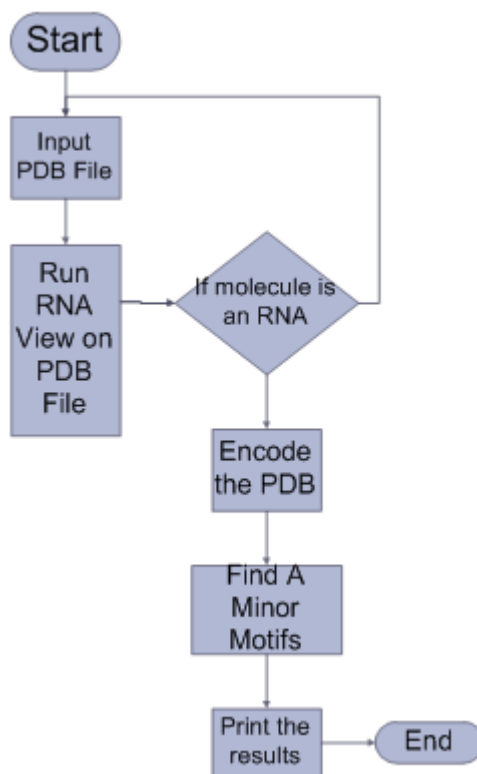 Start
Input
PDB File
Run
RNA
View on
PDB
File
If molecule is
an RNA
Encode
the PDB
Find A
Minor
Motifs
Print the
results
End